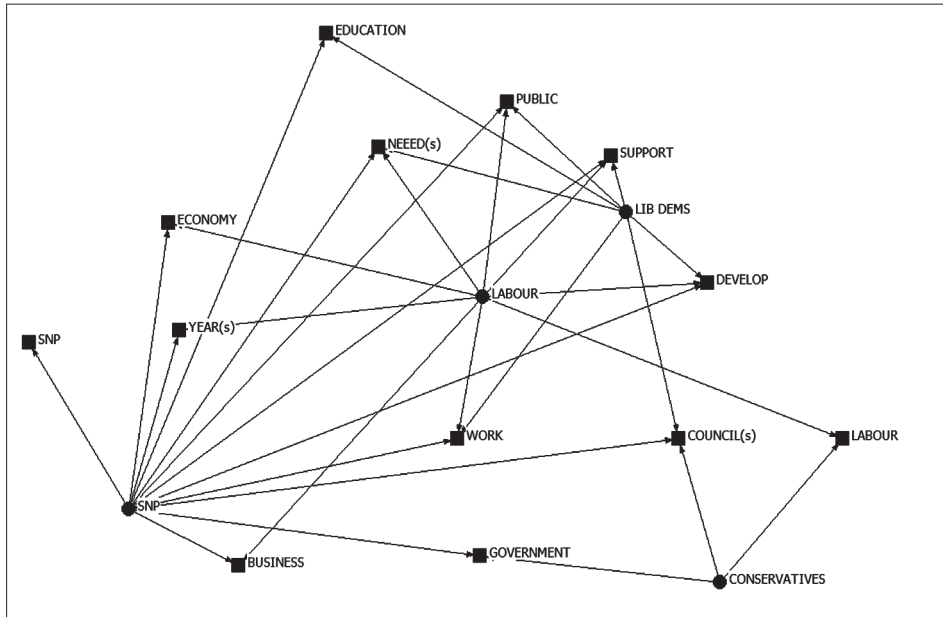 EDUCATION
PUBLIC
NEEED(s)
SUPPORT
LIB DEMS
ECONOMY
DEVELOP
LABOUR
YEAR(s)
SNP
WORK
COUNCIL(s)
LABOUR
SNP
GOVERNMENT
BUSINESS
CONSERVATIVES